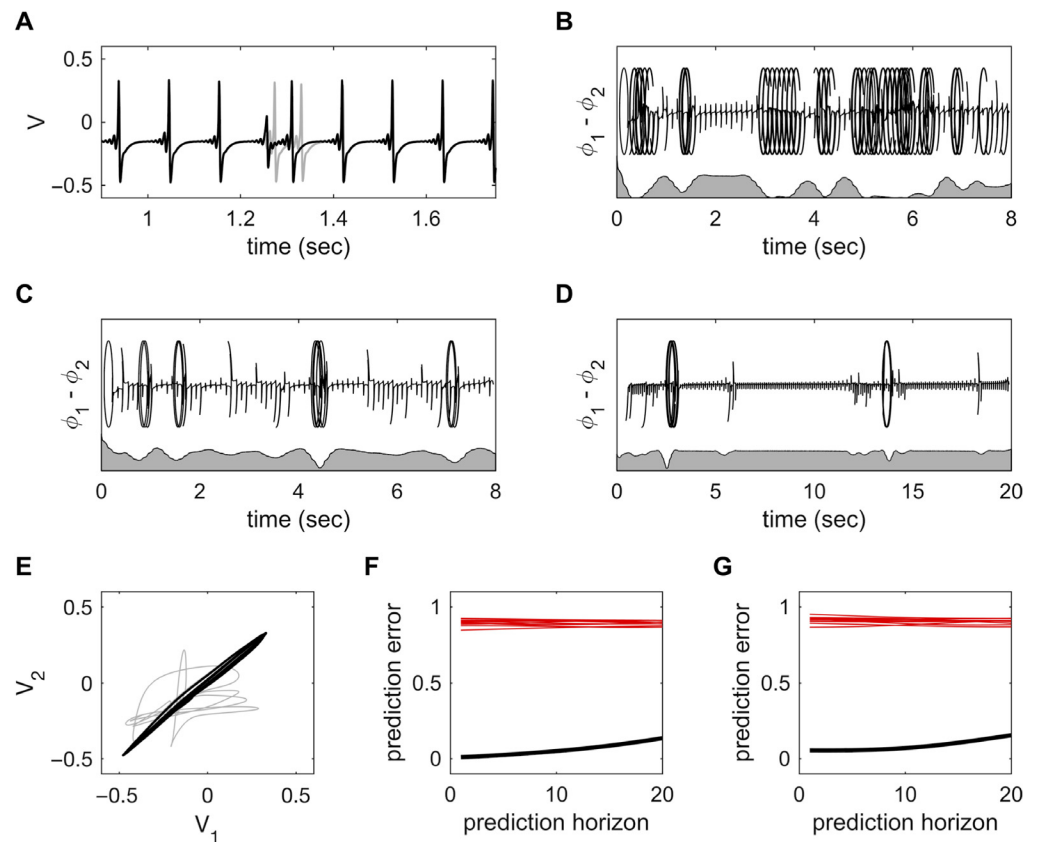 A
0.5
0
−0.5
V
1
1.2
1.4
1.6
time (sec)
B
ϕ1 - ϕ2
0
2
4
6
8
time (sec)
C
ϕ1 - ϕ2
0
2
4
6
8
time (sec)
D
ϕ1 - ϕ2
0
5
10
15
20
time (sec)
E
0.5
0
−0.5
V2
−0.5
0
0.5
V1
F
1
0.5
0
prediction error
0
10
20
prediction horizon
G
1
0.5
0
prediction error
0
10
20
prediction horizon